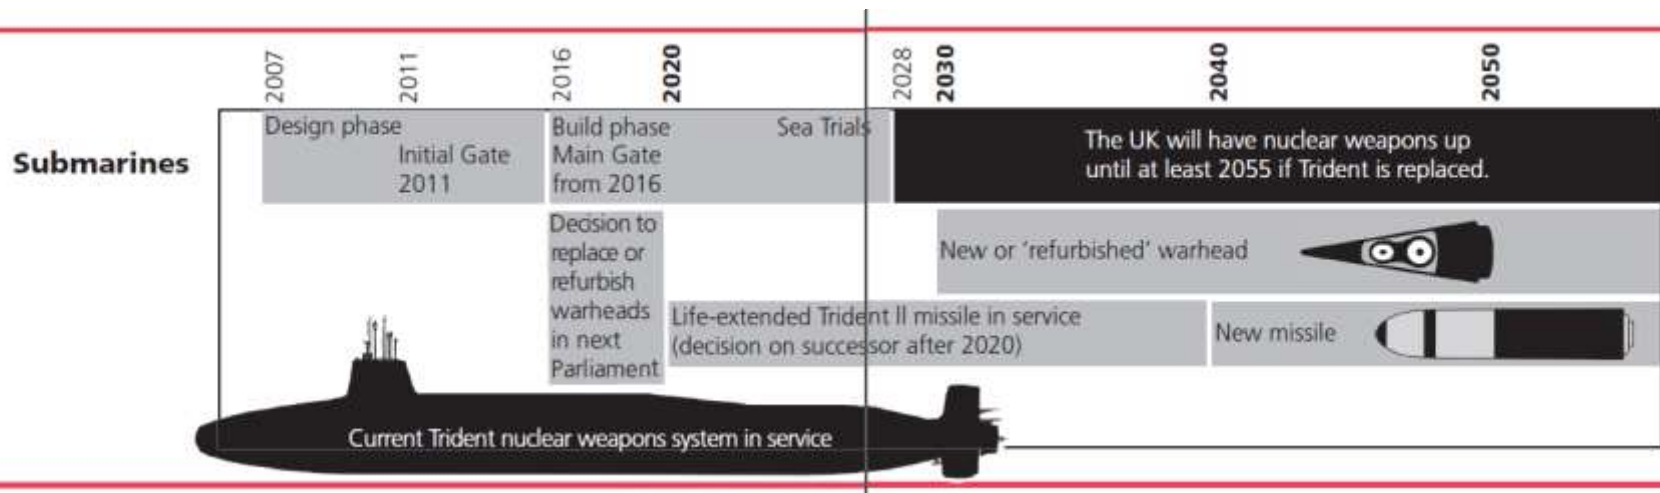 2007
2011
2016
2020
2028
2030
2040
2050
Submarines
Design phase
Initial Gate
2011
Build phase
Main Gate
from 2016
Sea Trials
The UK will have nuclear weapons up
until at least 2055 if Trident is replaced.
Decision to
replace or
refurbish
warheads
in next
Parliament
New or ‘refurbished’ warhead
Life-extended Trident II missile in service
(decision on successor after 2020)
New missile
Current Trident nuclear weapons system in service